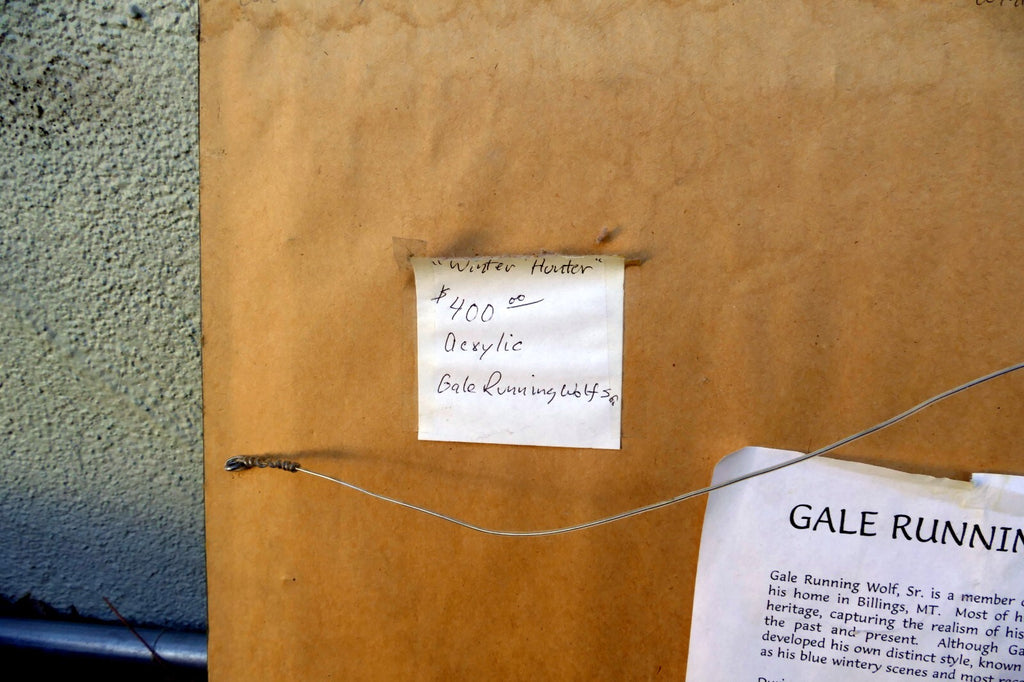 "Winter Hunter"
$400 00
Acrylic
Gale Running Wolf Sr
GALE RUNNIN
Gale Running Wolf, Sr. is a member
his home in Billings, MT. Most of h
heritage, capturing the realism of his
the past and present. Although Ga
developed his own distinct style, known
as his blue wintery scenes and most rec